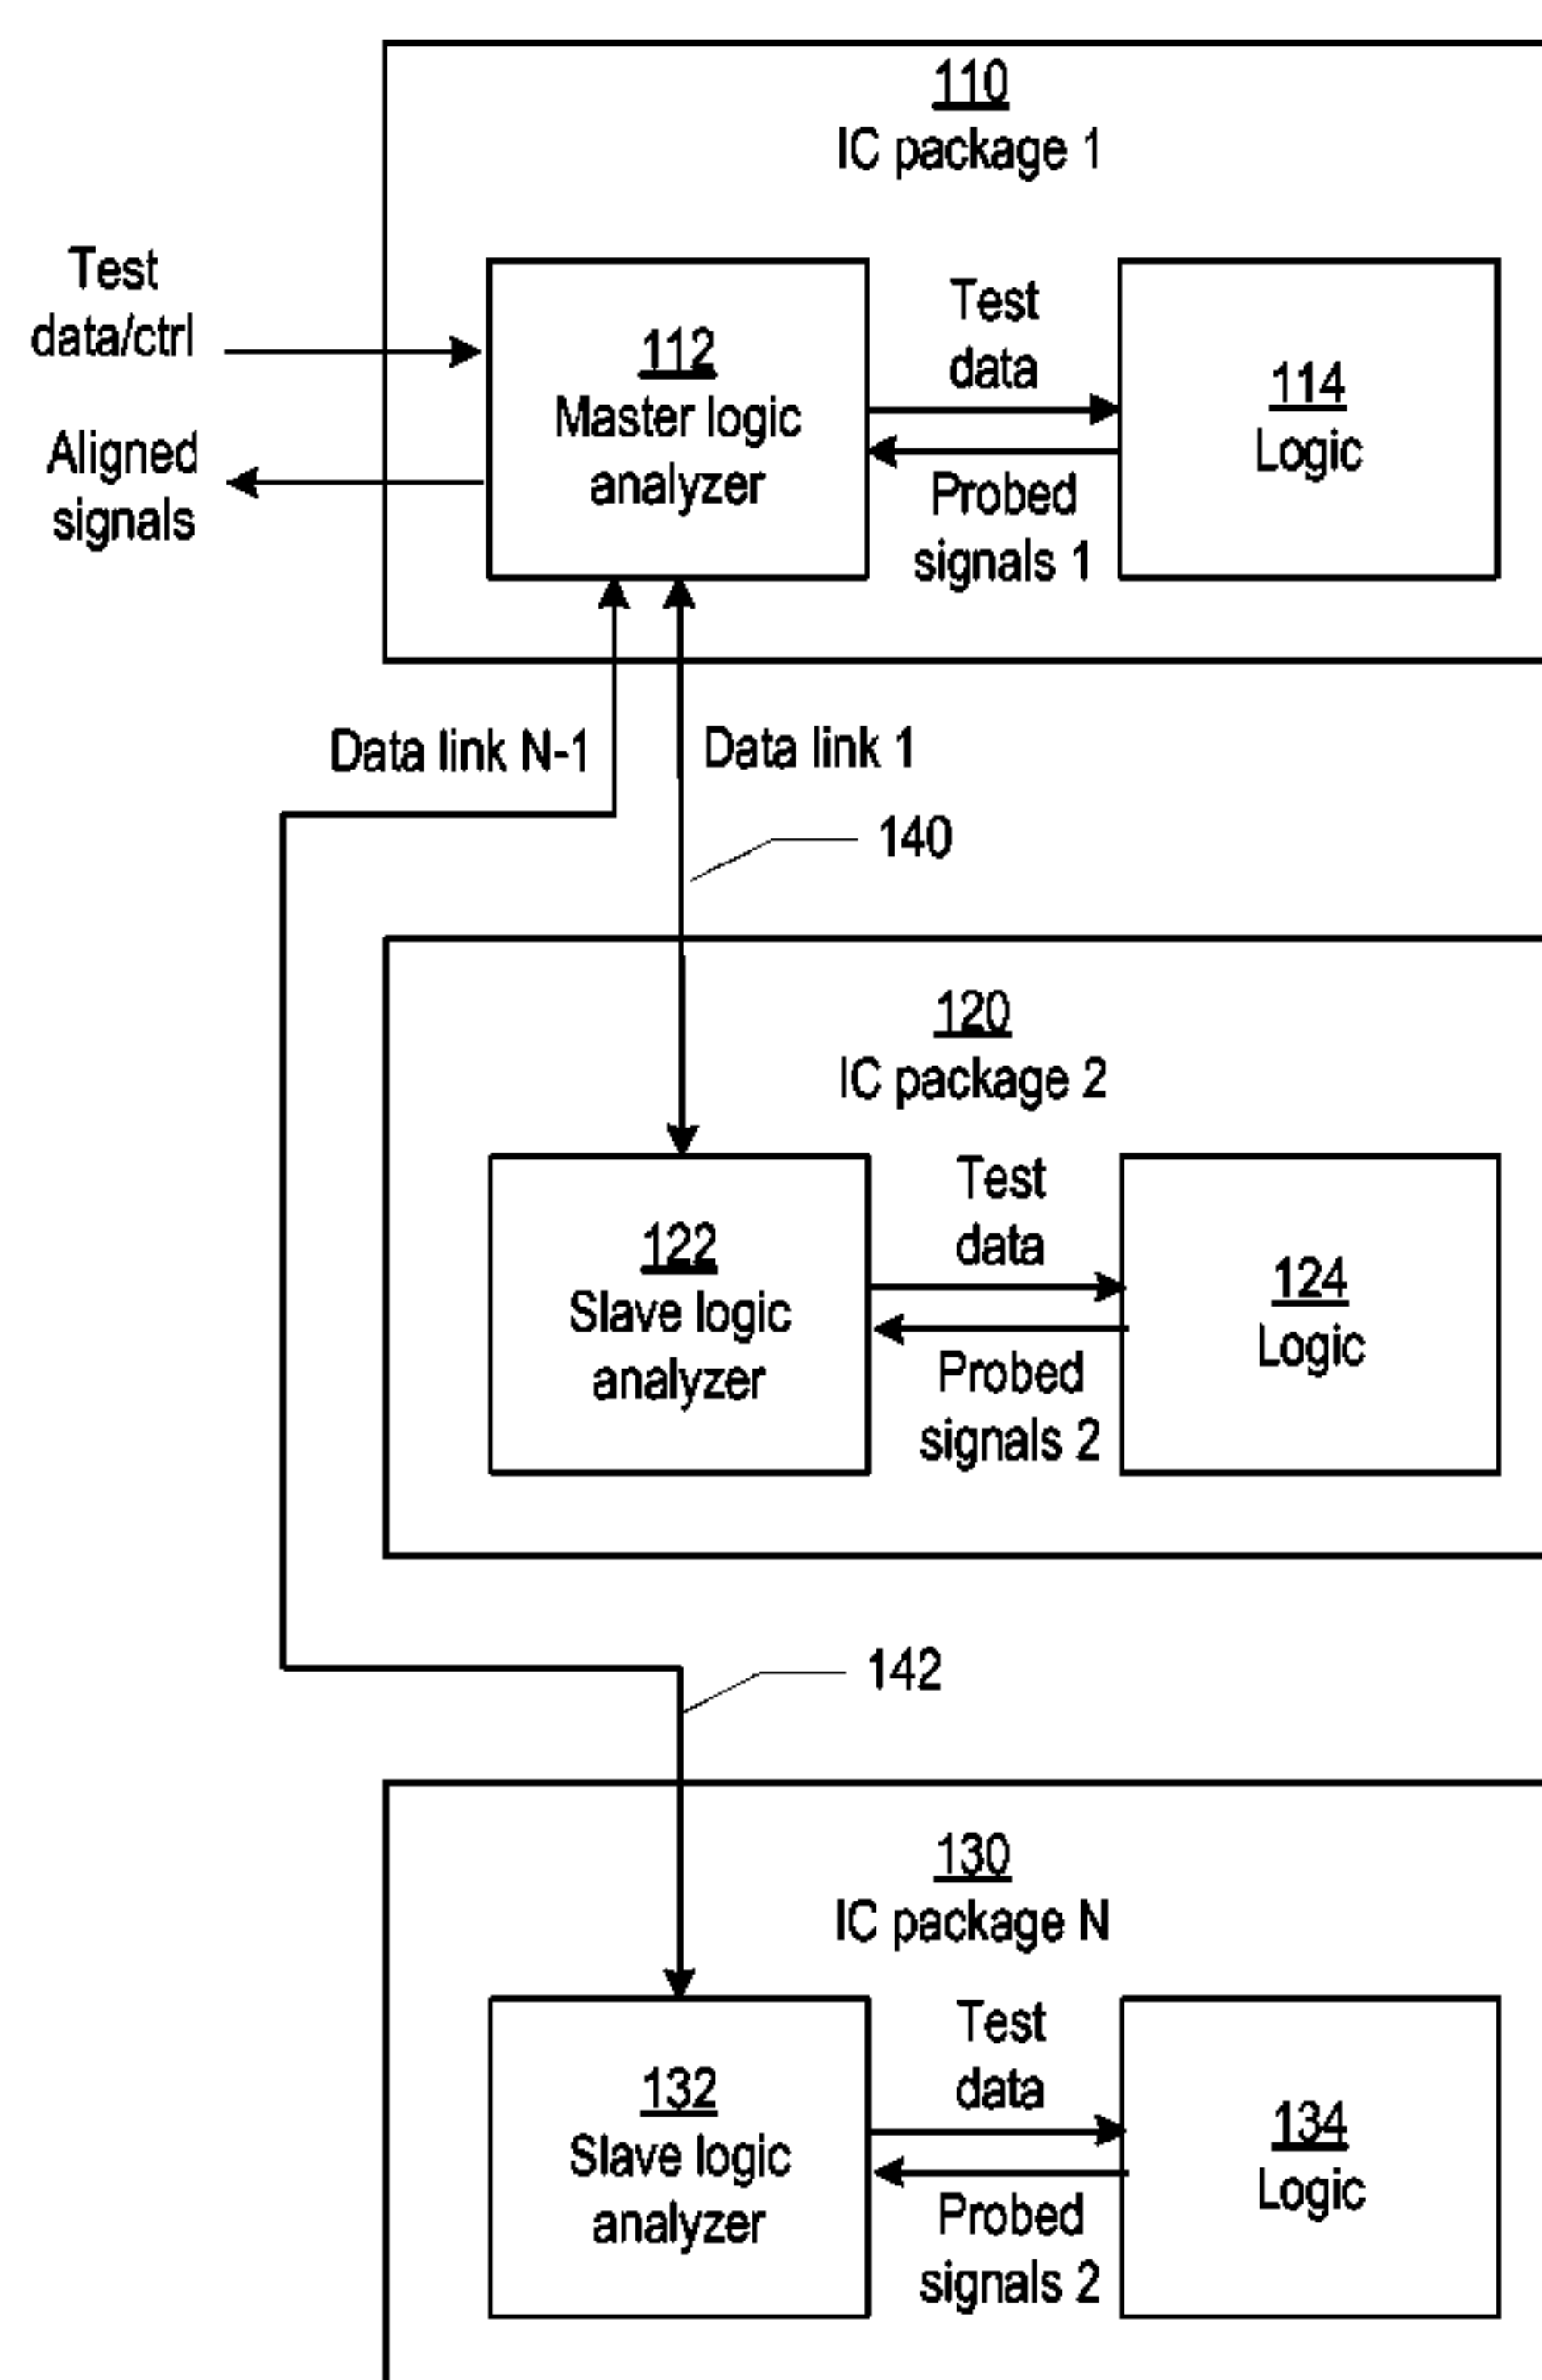 110
IC package 1
Test
data/ctrl
Aligned
signals
112
Master logic
analyzer
Test
data
Probed
signals 1
114
Logic
Data link N-1
Data link 1
140
120
IC package 2
122
Slave logic
analyzer
Test
data
Probed
signals 2
124
Logic
142
130
IC package N
132
Slave logic
analyzer
Test
data
Probed
signals 2
134
Logic